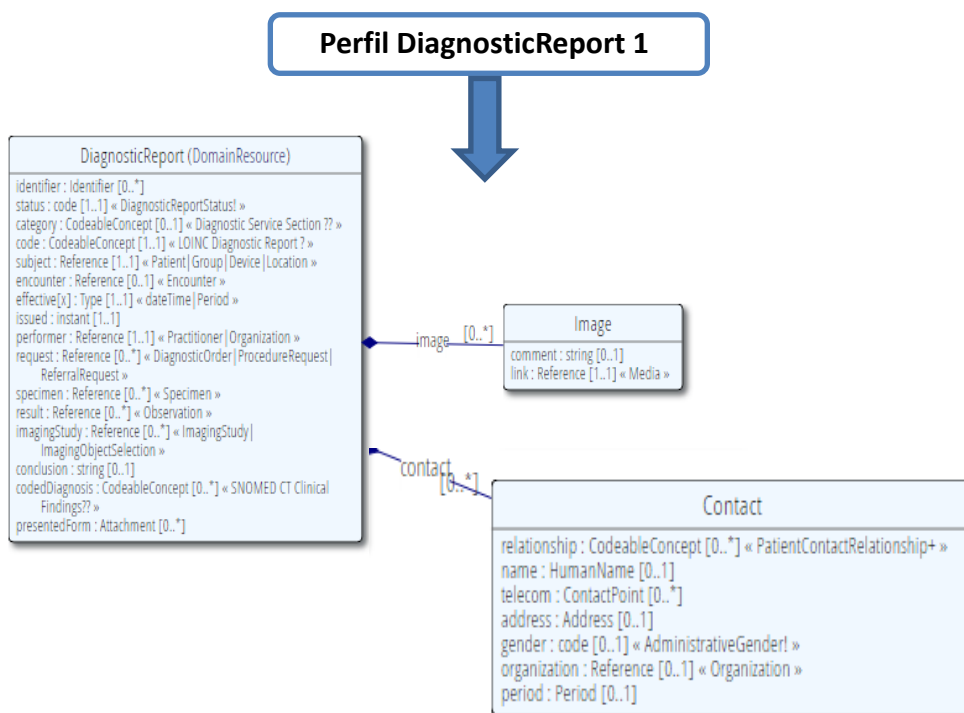 Perfil DiagnosticReport 1
DiagnosticReport (DomainResource)
identifier : Identifier [0..*]
status : code [1..1] « DiagnosticReportStatus! »
category : CodeableConcept [0..1] « Diagnostic Service Section ?? »
code : CodeableConcept [1..1] « LOINC Diagnostic Report ? »
subject : Reference [1..1] « Patient|Group|Device|Location »
encounter : Reference [0..1] « Encounter »
effective[x] : Type [1..1] « dateTime|Period »
issued : instant [1..1]
performer : Reference [1..1] « Practitioner|Organization »
request : Reference [0..*] « DiagnosticOrder|ProcedureRequest|
ReferralRequest »
specimen : Reference [0..*] « Specimen »
result : Reference [0..*] « Observation »
imagingStudy : Reference [0..*] « ImagingStudy|
ImagingObjectSelection »
conclusion : string [0..1]
codedDiagnosis : CodeableConcept [0..*] « SNOMED CT Clinical
Findings?? »
presentedForm : Attachment [0..*]
image [0..*]
Image
comment : string [0..1]
link : Reference [1..1] « Media »
contact
[0..*]
Contact
relationship : CodeableConcept [0..*] « PatientContactRelationship+ »
name : HumanName [0..1]
telecom : ContactPoint [0..*]
address : Address [0..1]
gender : code [0..1] « AdministrativeGender! »
organization : Reference [0..1] « Organization »
period : Period [0..1]